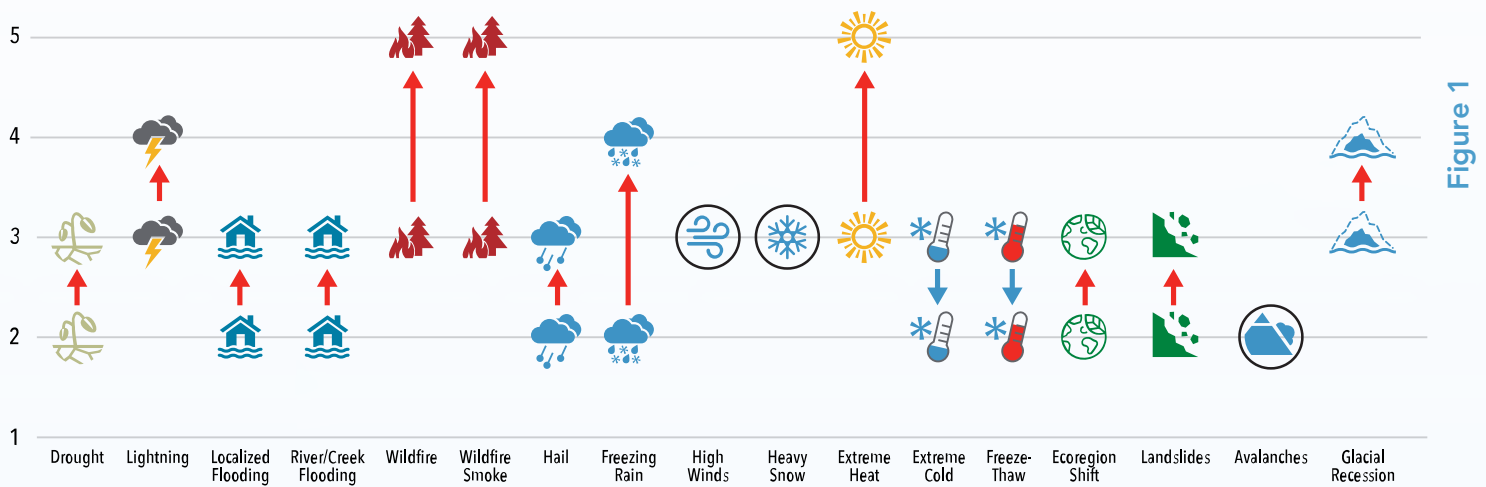 5
4
3
2
1
Drought
Lightning
Localized
Flooding
River/Creek
Flooding
Wildfire
Wildfire
Smoke
Hail
Freezing
Rain
High
Winds
Heavy
Snow
Extreme
Heat
Extreme
Cold
Freeze-
Thaw
Ecoregion
Shift
Landslides
Avalanches
Glacial
Recession
Figure 1